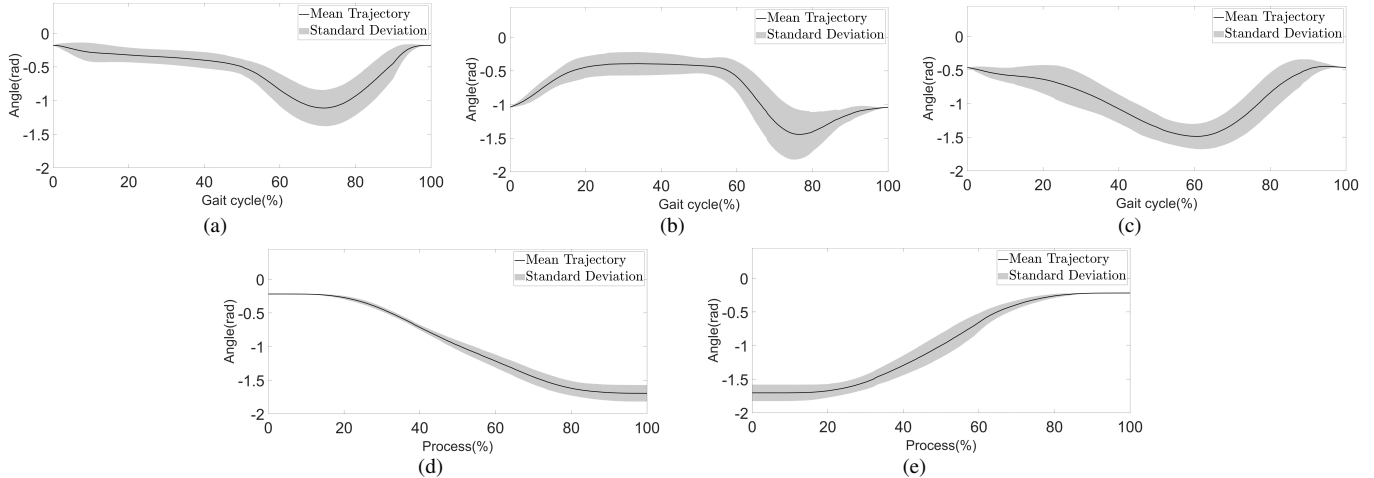 Mean Trajectory
Standard Deviation
Angle(rad)
0
-0.5
-1
-1.5
-2
0 20 40 60 80 100
Gait cycle(%)
(a)
Mean Trajectory
Standard Deviation
Angle(rad)
0
-0.5
-1
-1.5
-2
0 20 40 60 80 100
Gait cycle(%)
(b)
Mean Trajectory
Standard Deviation
Angle(rad)
0
-0.5
-1
-1.5
-2
0 20 40 60 80 100
Gait cycle(%)
(c)
Mean Trajectory
Standard Deviation
Angle(rad)
0
-0.5
-1
-1.5
-2
0 20 40 60 80 100
Process(%)
(d)
Mean Trajectory
Standard Deviation
Angle(rad)
0
-0.5
-1
-1.5
-2
0 20 40 60 80 100
Process(%)
(e)